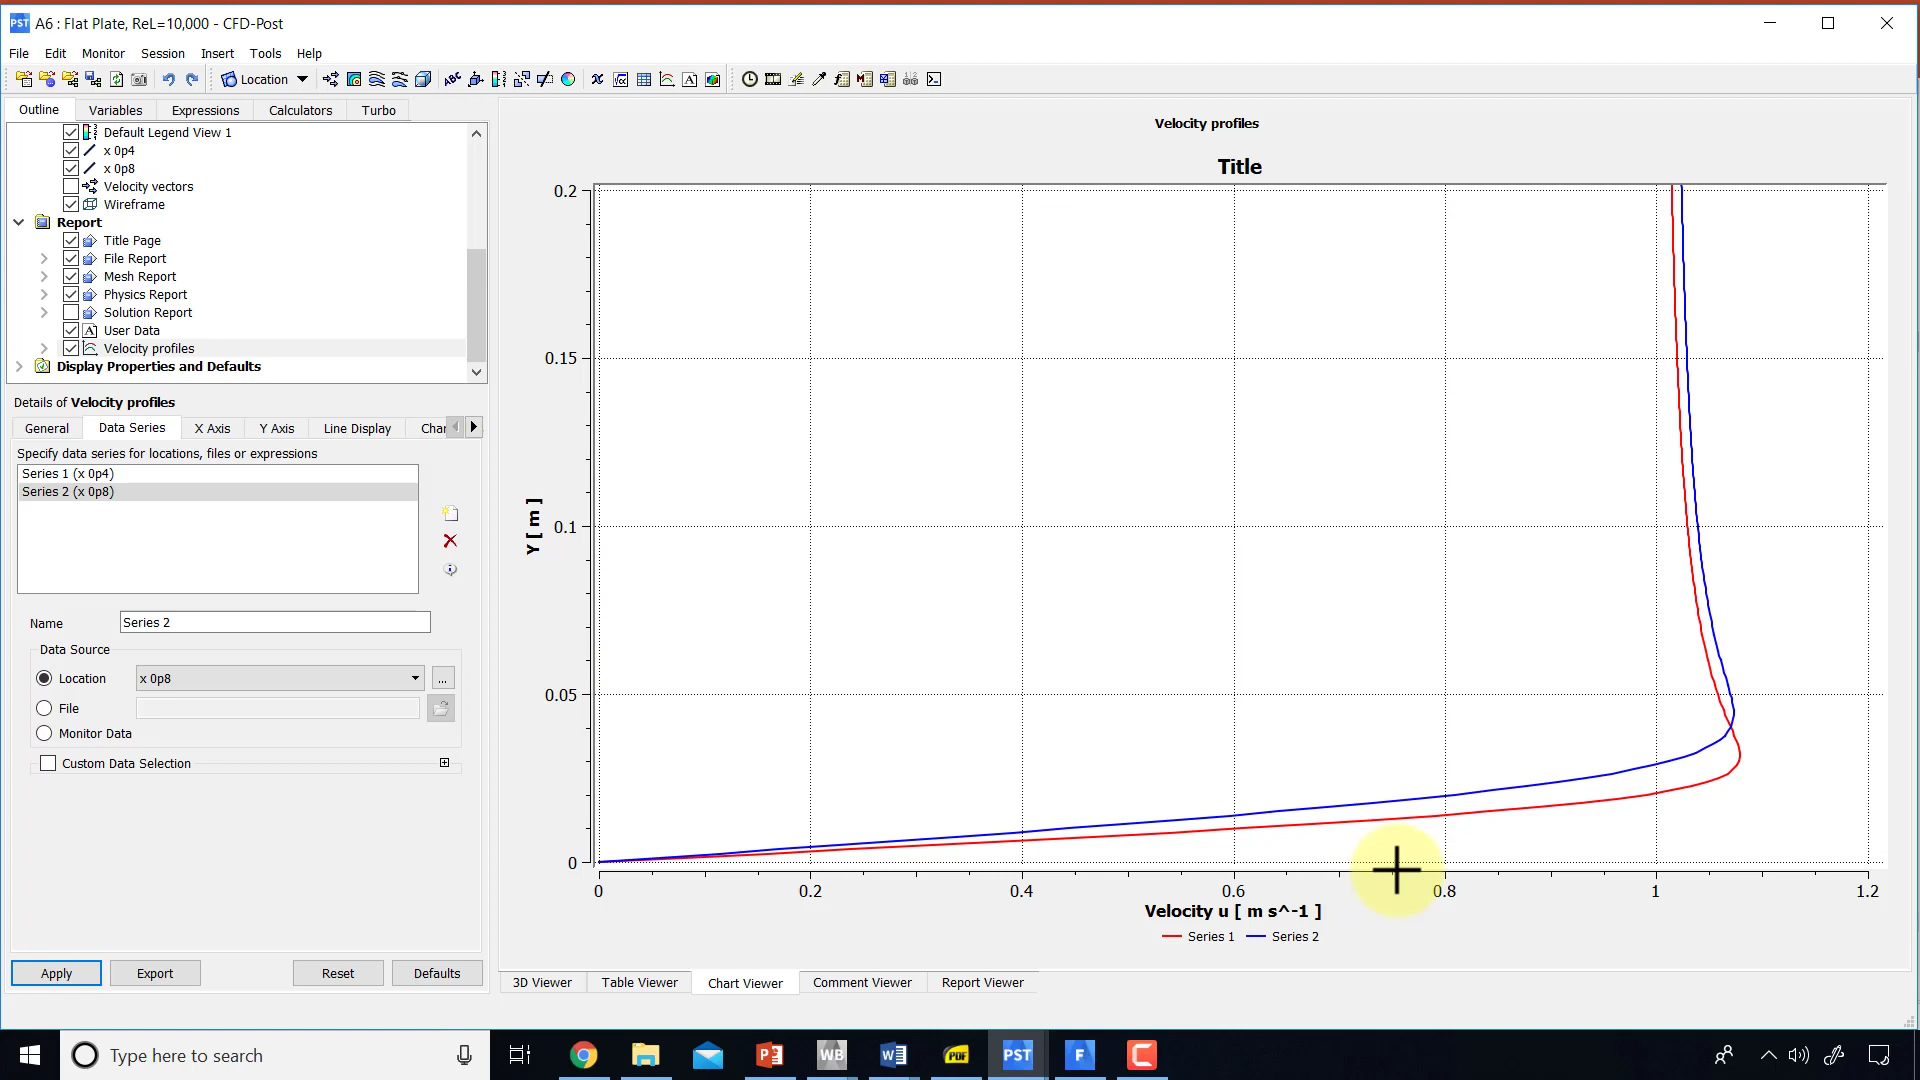 PST A6 : Flat Plate, ReL=10,000 - CFD-Post
File Edit Monitor Session Insert Tools Help
Location
Outline Variables Expressions Calculators Turbo
Default Legend View 1
x 0p4
x 0p8
Velocity vectors
Wireframe
Report
Title Page
File Report
Mesh Report
Physics Report
Solution Report
User Data
Velocity profiles
Display Properties and Defaults
Details of Velocity profiles
General Data Series X Axis Y Axis Line Display Char
Specify data series for locations, files or expressions
Series 1 (x 0p4)
Series 2 (x 0p8)
Name Series 2
Data Source
Location x 0p8 ...
File
Monitor Data
Custom Data Selection
Apply Export Reset Defaults
Velocity profiles
Title
0.2
0.15
0.1
0.05
0
Y [ m ]
0 0.2 0.4 0.6 0.8 1 1.2
Velocity u [ m s^-1 ]
Series 1 Series 2
3D Viewer Table Viewer Chart Viewer Comment Viewer Report Viewer
Type here to search
WB PDF PST F